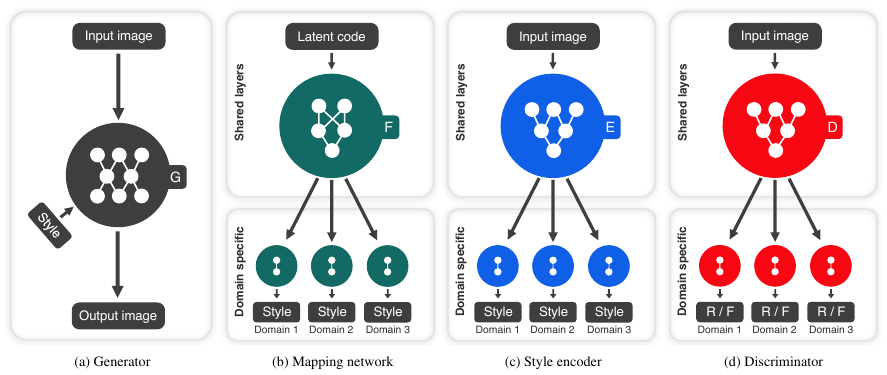 Input image
G
Style
Output image
(a) Generator
Shared layers
Latent code
F
Domain specific
Style Style Style
Domain 1 Domain 2 Domain 3
(b) Mapping network
Shared layers
Input image
E
Domain specific
Style Style Style
Domain 1 Domain 2 Domain 3
(c) Style encoder
Shared layers
Input image
D
Domain specific
R / F R / F R / F
Domain 1 Domain 2 Domain 3
(d) Discriminator